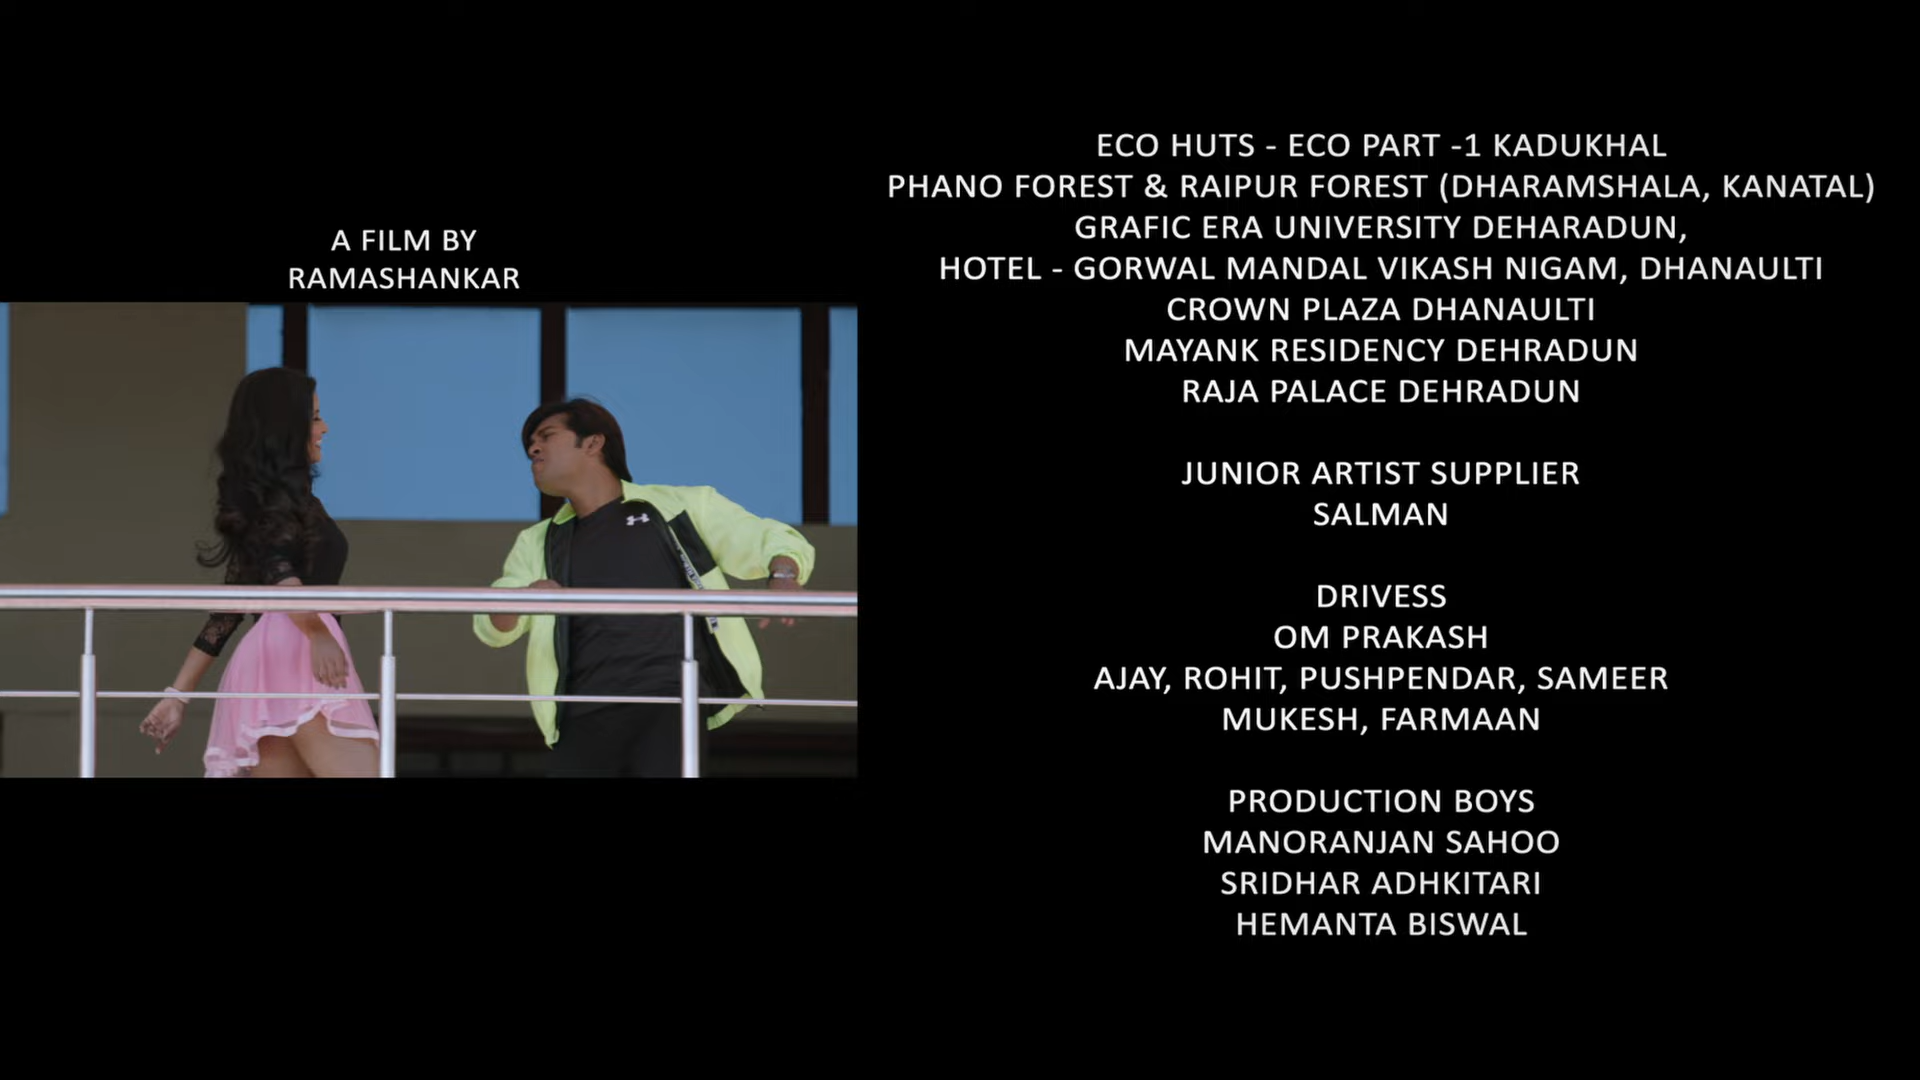 A FILM BY
RAMASHANKAR
ECO HUTS - ECO PART -1 KADUKHAL
PHANO FOREST & RAIPUR FOREST (DHARAMSHALA, KANATAL)
GRAFIC ERA UNIVERSITY DEHARADUN,
HOTEL - GORWAL MANDAL VIKASH NIGAM, DHANAULTI
CROWN PLAZA DHANAULTI
MAYANK RESIDENCY DEHRADUN
RAJA PALACE DEHRADUN
JUNIOR ARTIST SUPPLIER
SALMAN
DRIVESS
OM PRAKASH
AJAY, ROHIT, PUSHPENDAR, SAMEER
MUKESH, FARMAAN
PRODUCTION BOYS
MANORANJAN SAHOO
SRIDHAR ADHKITARI
HEMANTA BISWAL